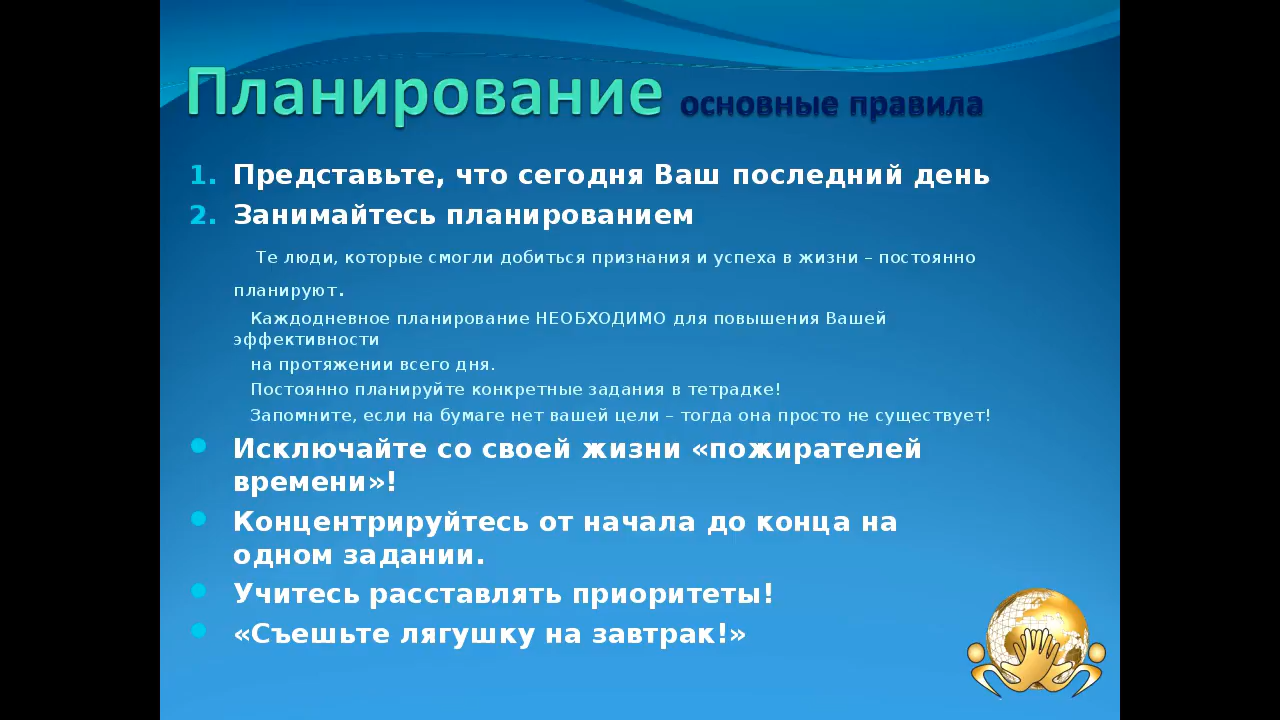 Планирование основные правила
1. Представьте, что сегодня Ваш последний день
2. Занимайтесь планированием
Те люди, которые смогли добиться признания и успеха в жизни – постоянно
планируют.
Каждодневное планирование НЕОБХОДИМО для повышения Вашей
эффективности
на протяжении всего дня.
Постоянно планируйте конкретные задания в тетрадке!
Запомните, если на бумаге нет вашей цели – тогда она просто не существует!
Исключайте со своей жизни «пожирателей
времени»!
Концентрируйтесь от начала до конца на
одном задании.
Учитесь расставлять приоритеты!
«Съешьте лягушку на завтрак!»